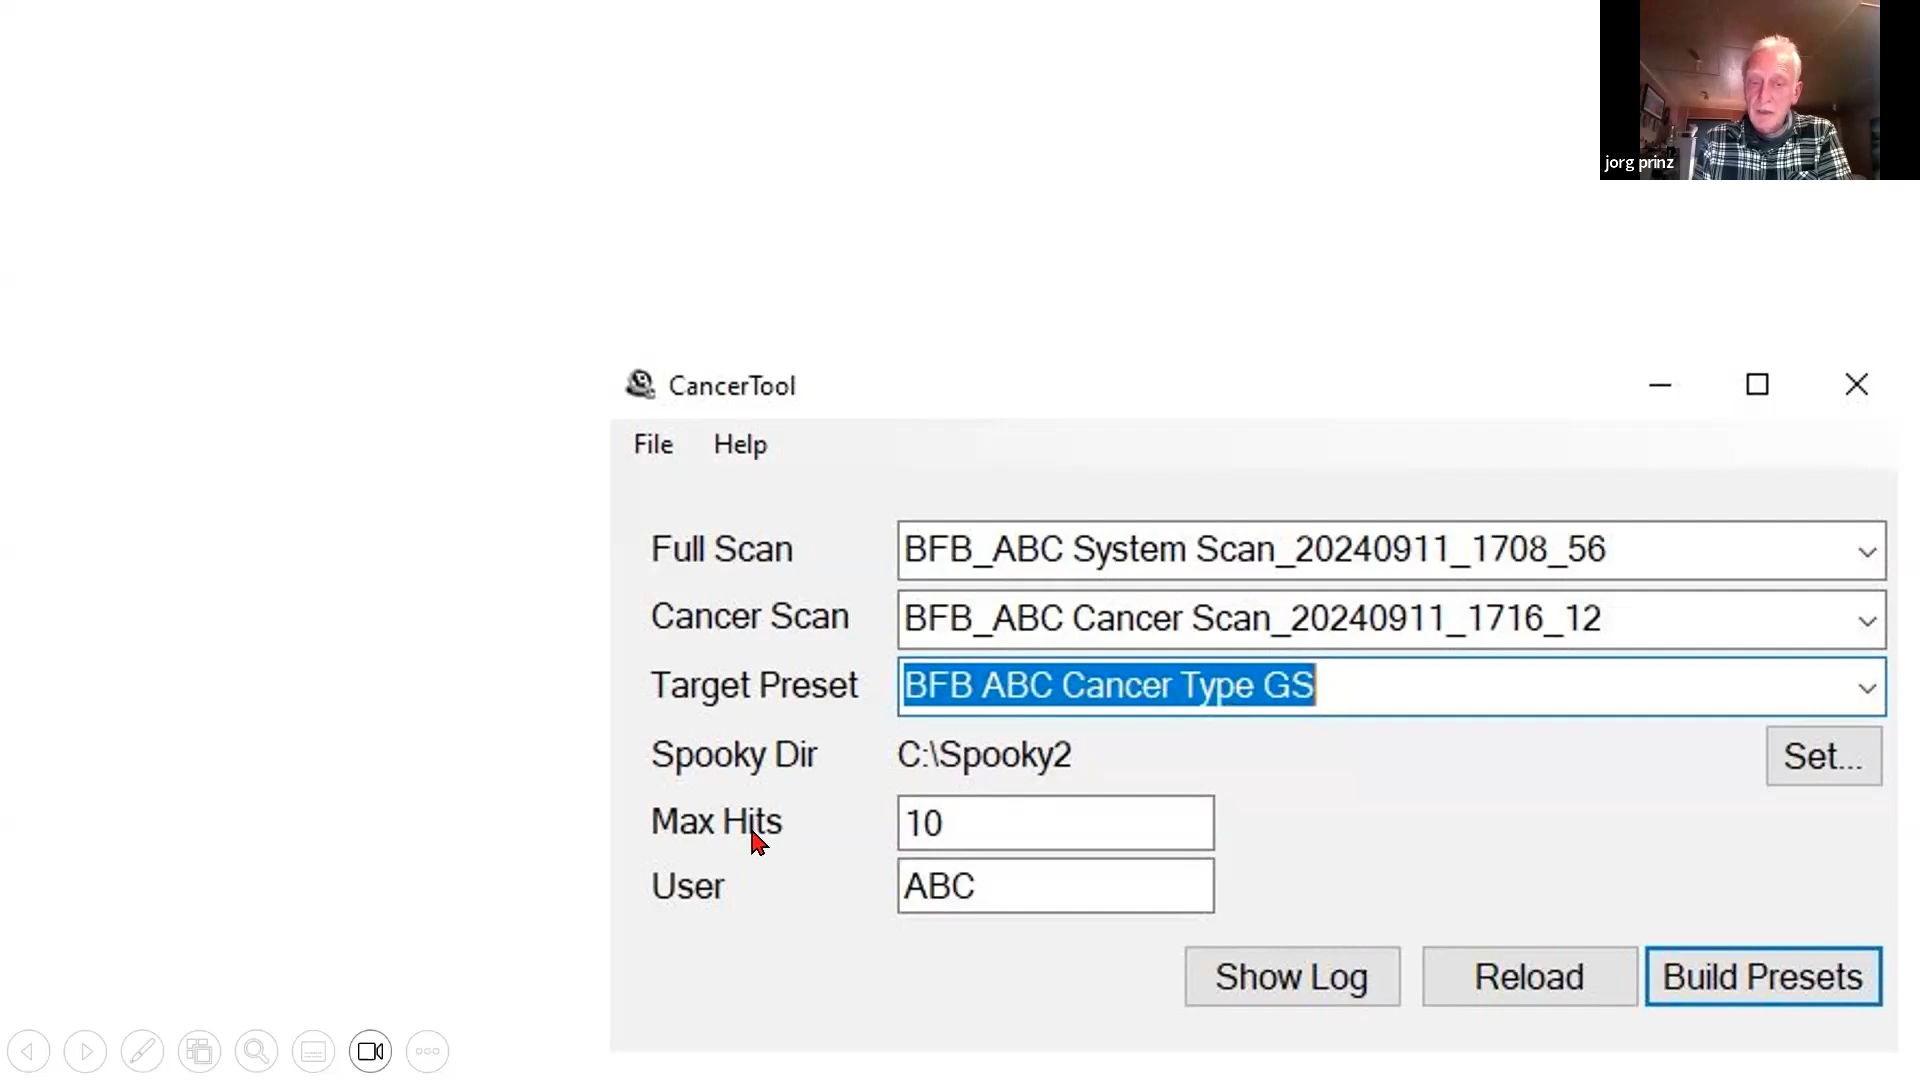 jorg prinz
CancerTool
File Help
Full Scan BFB_ABC System Scan_20240911_1708_56
Cancer Scan BFB_ABC Cancer Scan_20240911_1716_12
Target Preset BFB ABC Cancer Type GS
Spooky Dir C:\Spooky2 Set...
Max Hits 10
User ABC
Show Log Reload Build Presets